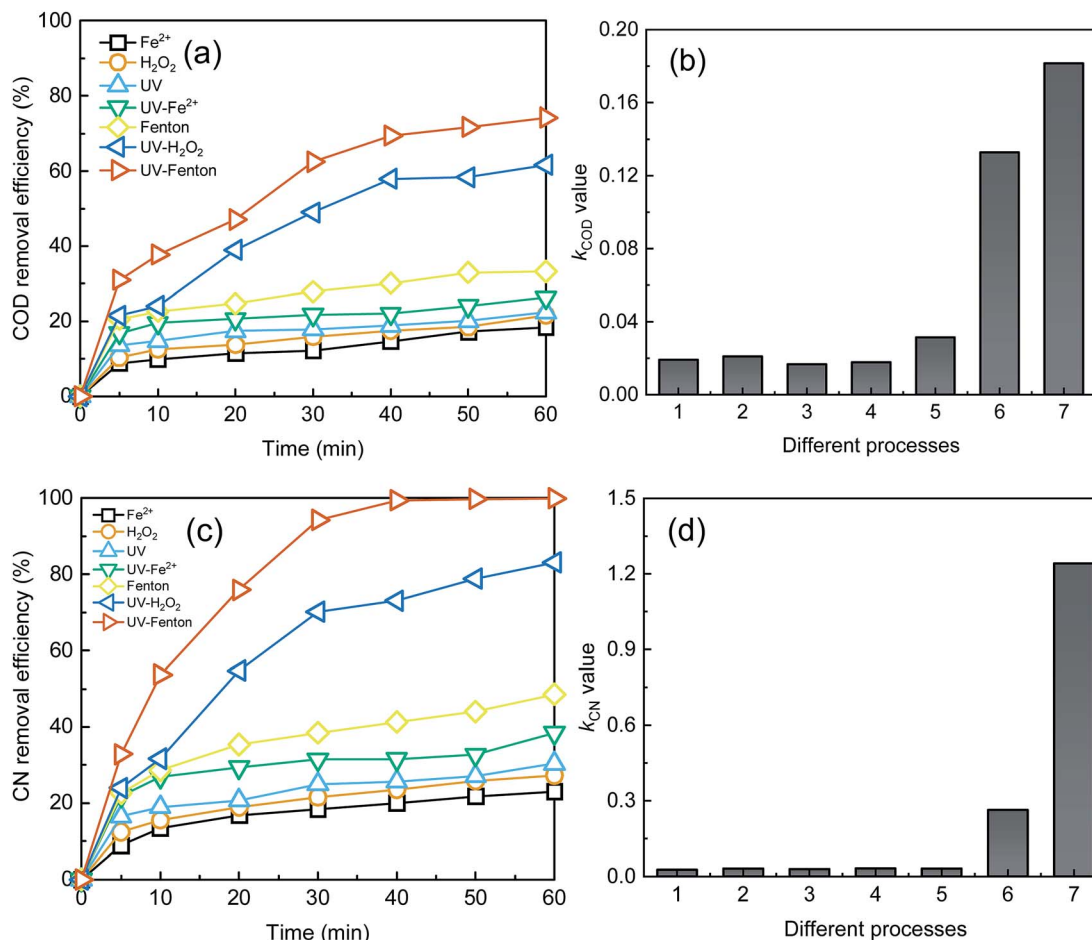 (a)
100
80
60
40
20
0
COD removal efficiency (%)
Fe²⁺
H₂O₂
UV
UV-Fe²⁺
Fenton
UV-H₂O₂
UV-Fenton
0 10 20 30 40 50 60
Time (min)
(b)
0.20
0.16
0.12
0.08
0.04
0.00
k_COD value
1 2 3 4 5 6 7
Different processes
(c)
100
80
60
40
20
0
CN removal efficiency (%)
Fe²⁺
H₂O₂
UV
UV-Fe²⁺
Fenton
UV-H₂O₂
UV-Fenton
0 10 20 30 40 50 60
Time (min)
(d)
1.5
1.2
0.9
0.6
0.3
0.0
k_CN value
1 2 3 4 5 6 7
Different processes